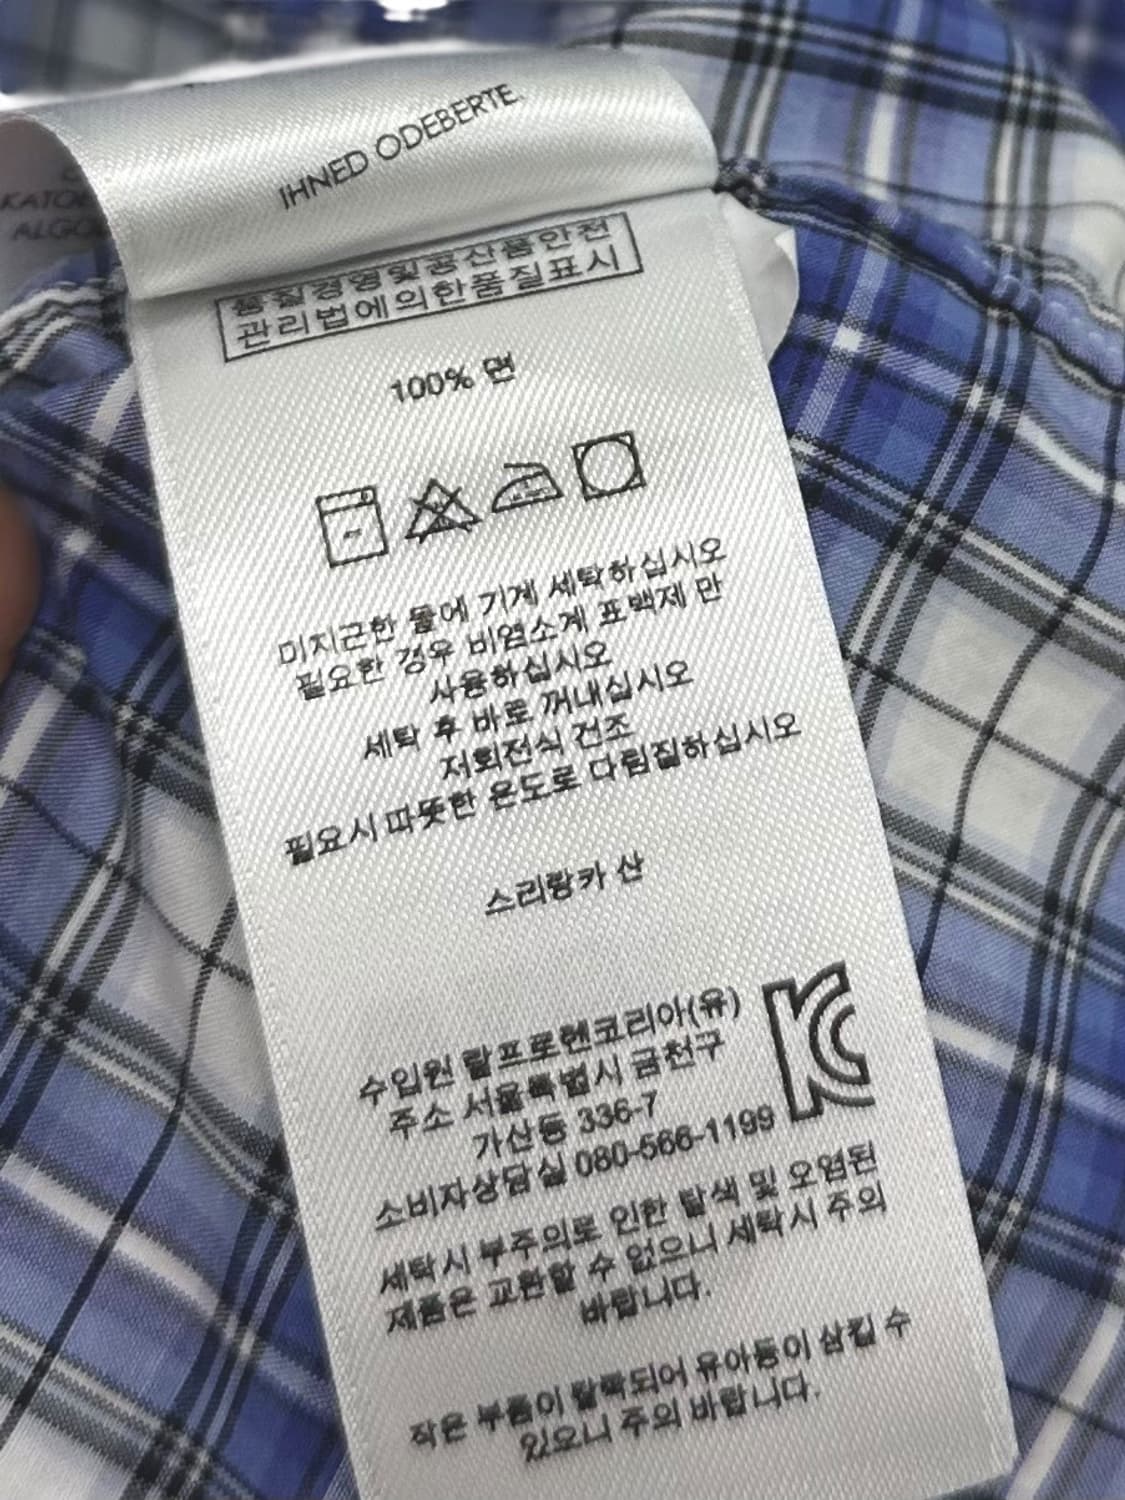 IHNED ODEBERTE.
KATO
ALGO
품질경영및공산품안전
관리법에의한품질표시
100% 면
미지근한 물에 기계 세탁하십시오
필요한 경우 비염소계 표백제 만
사용하십시오
세탁 후 바로 꺼내십시오
저회전식 건조
필요시 따뜻한 온도로 다림질하십시오
스리랑카 산
수입원 랄프로렌코리아(유)
주소 서울특별시 금천구
가산동 336-7
소비자상담실 080-566-1199
세탁시 부주의로 인한 탈색 및 오염된
제품은 교환할 수 없으니 세탁시 주의
바랍니다.
작은 부품이 탈락되어 유아등이 삼킬 수
있으니 주의 바랍니다.